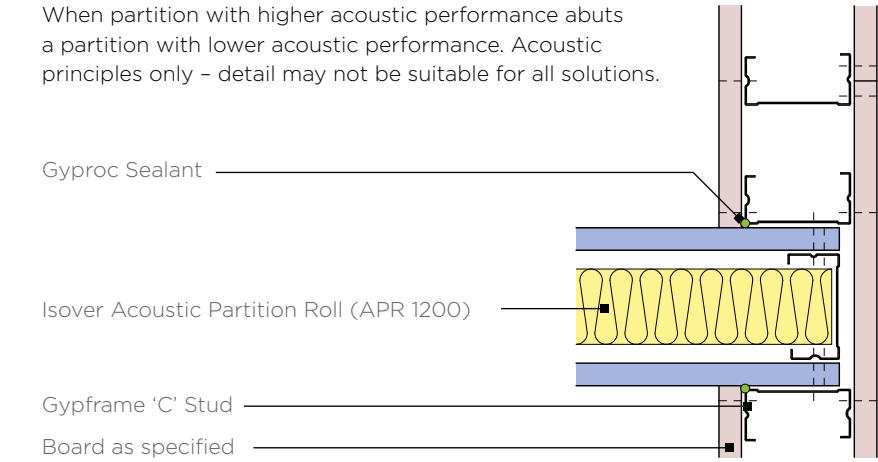 When partition with higher acoustic performance abuts
a partition with lower acoustic performance. Acoustic
principles only – detail may not be suitable for all solutions.
Gyproc Sealant
Isover Acoustic Partition Roll (APR 1200)
Gypframe ‘C’ Stud
Board as specified